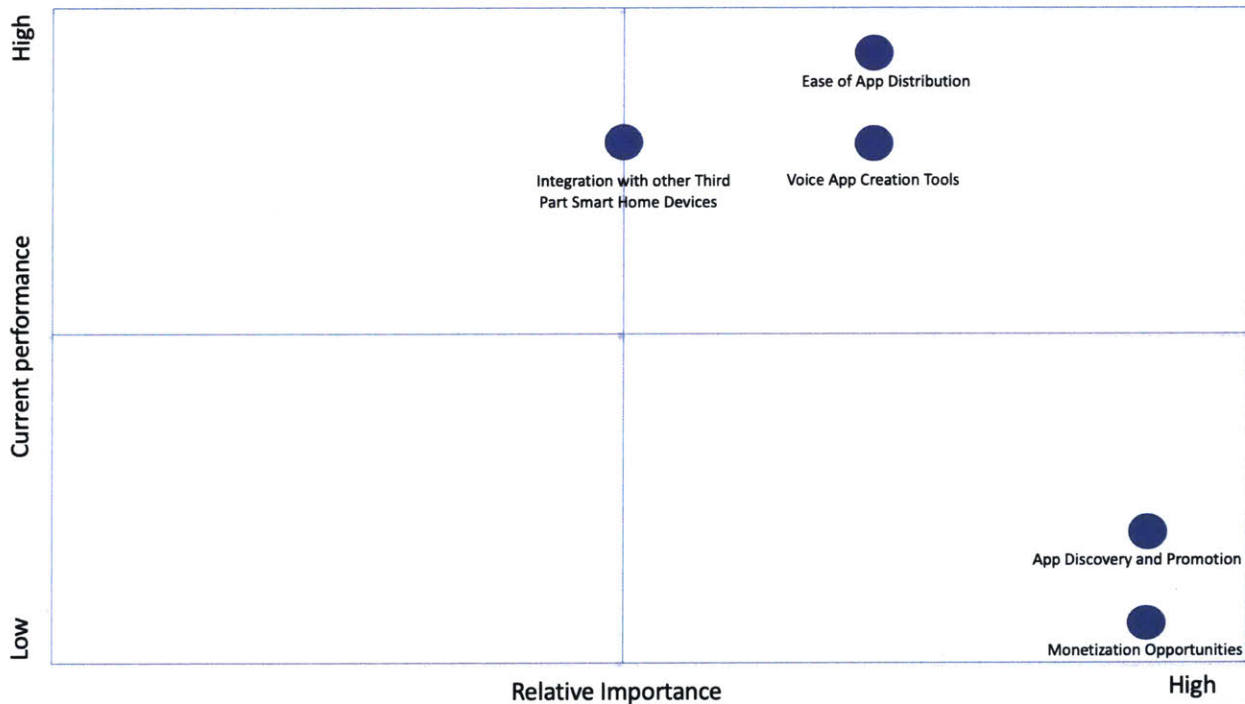 High
Ease of App Distribution
Integration with other Third
Part Smart Home Devices
Voice App Creation Tools
Current performance
App Discovery and Promotion
Monetization Opportunities
Low
Relative Importance
High